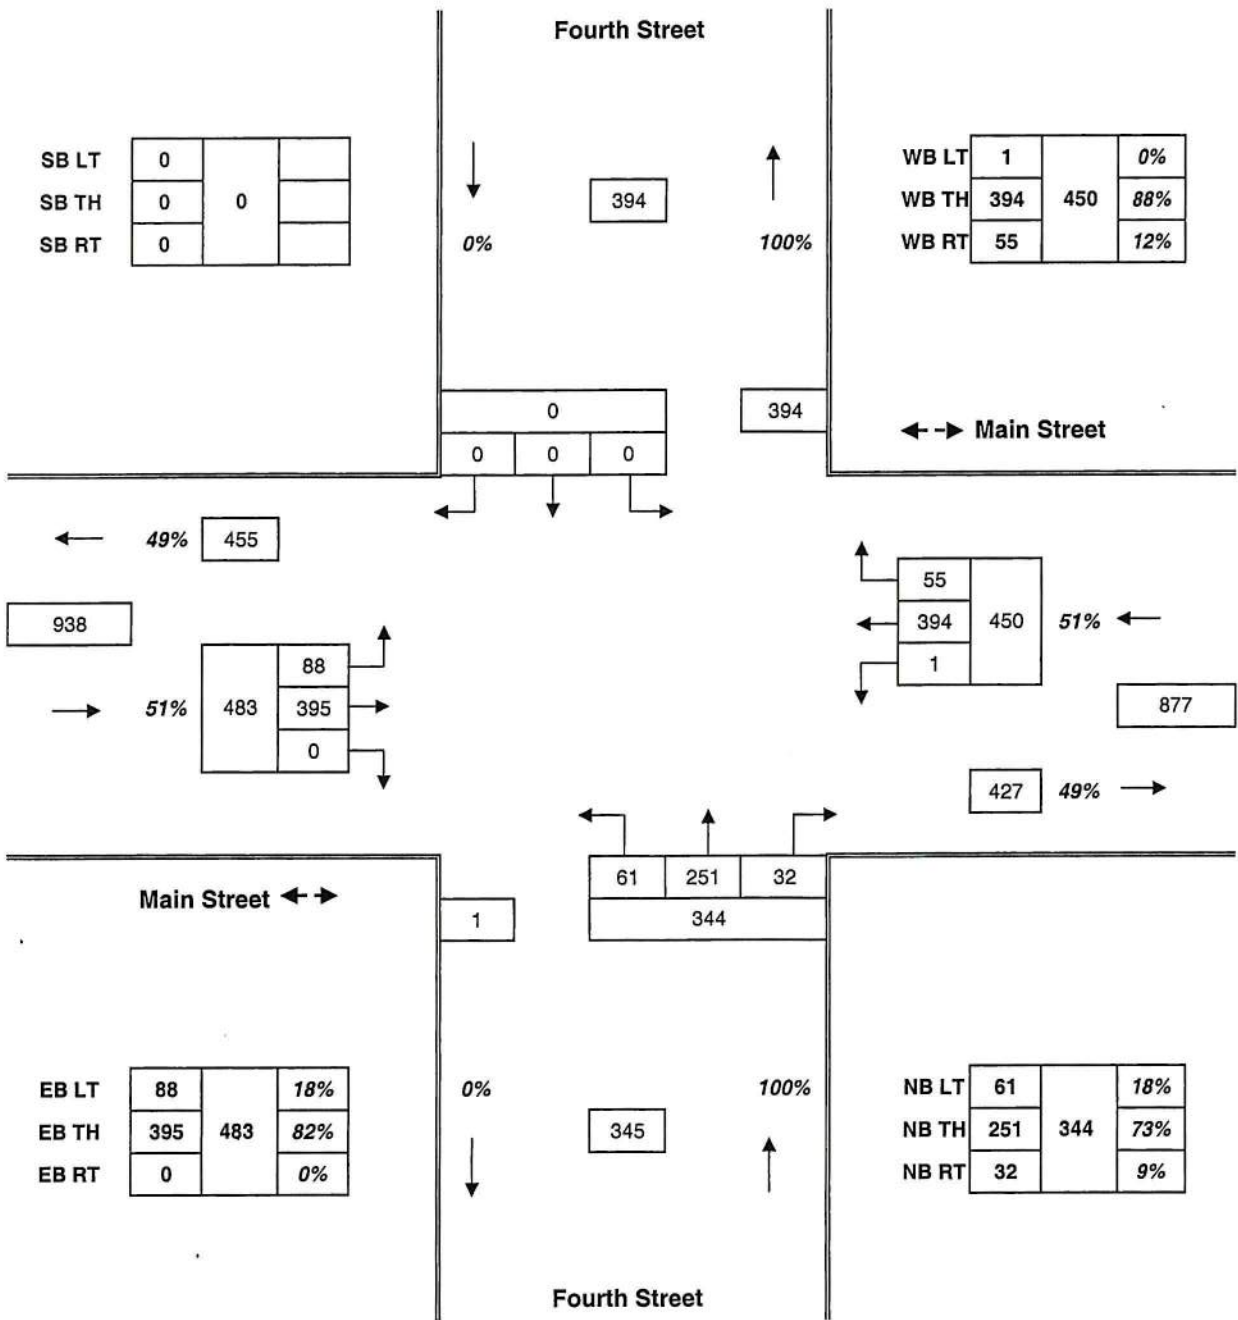 Fourth Street
SB LT 0
SB TH 0 0
SB RT 0
394
0% 100%
WB LT 1 0%
WB TH 394 450 88%
WB RT 55 12%
0
394
0 0 0
Main Street
49% 455
938
88
51% 483 395
0
55
394 450 51%
1
877
427 49%
61 251 32
344
Main Street
1
EB LT 88 18%
EB TH 395 483 82%
EB RT 0 0%
0% 100%
345
NB LT 61 18%
NB TH 251 344 73%
NB RT 32 9%
Fourth Street